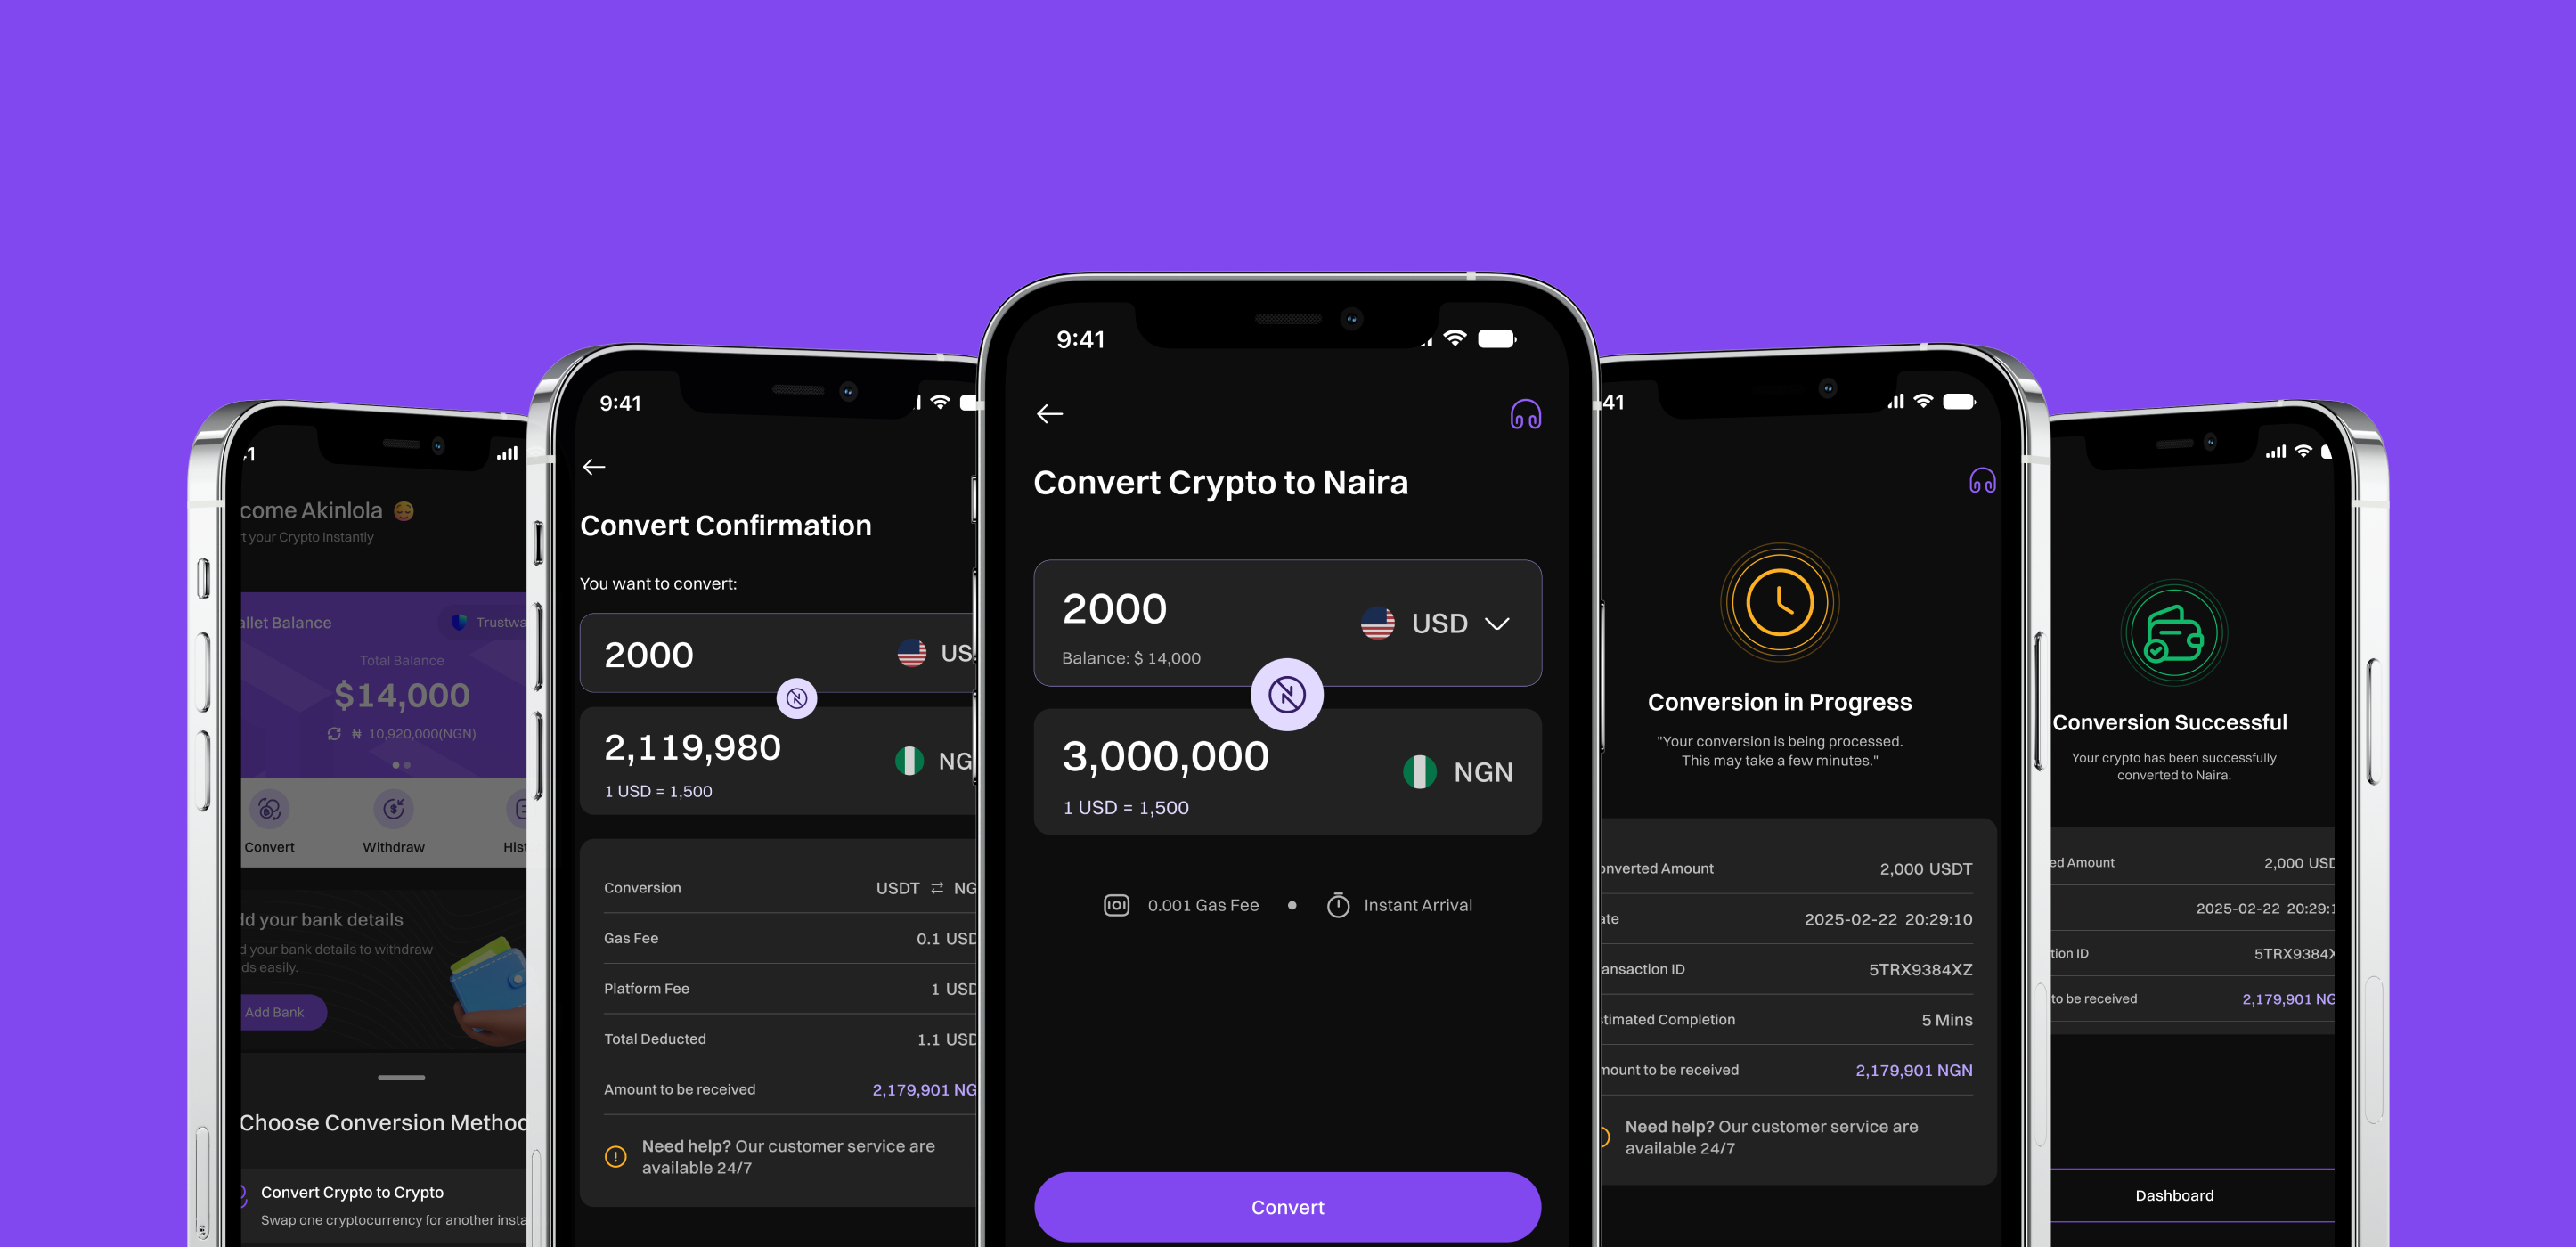 come Akinlola
your Crypto Instantly
allet Balance
Total Balance
$14,000
₦ 10,920,000(NGN)
Convert
Withdraw
d your bank details
d your bank details to withdraw
ds easily.
Add Bank
Choose Conversion Method
Convert Crypto to Crypto
Swap one cryptocurrency for another insta
9:41
Convert Confirmation
You want to convert:
2000
US
2,119,980
NG
1 USD = 1,500
Conversion
USDT ⇄ NG
Gas Fee
0.1 USD
Platform Fee
1 USD
Total Deducted
1.1 USD
Amount to be received
2,179,901 NG
Need help? Our customer service are
available 24/7
9:41
Convert Crypto to Naira
2000
USD
Balance: $ 14,000
3,000,000
NGN
1 USD = 1,500
0.001 Gas Fee • Instant Arrival
Convert
41
Conversion in Progress
"Your conversion is being processed.
This may take a few minutes."
nverted Amount
2,000 USDT
ate
2025-02-22 20:29:10
ansaction ID
5TRX9384XZ
timated Completion
5 Mins
mount to be received
2,179,901 NGN
Need help? Our customer service are
available 24/7
Conversion Successful
Your crypto has been successfully
converted to Naira.
ed Amount
2,000 USD
2025-02-22 20:29:1
tion ID
5TRX9384X
to be received
2,179,901 NG
Dashboard